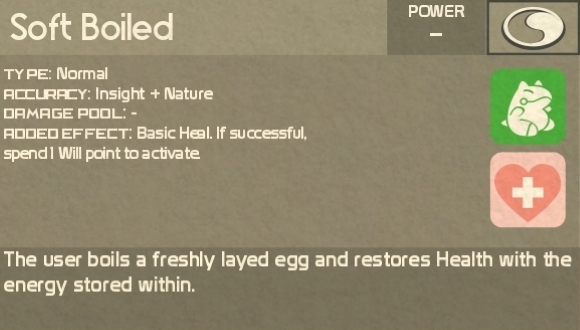 Soft Boiled
POWER
–
TYPE: Normal
ACCURACY: Insight + Nature
DAMAGE POOL: -
ADDED EFFECT: Basic Heal. If successful,
spend 1 Will point to activate.
The user boils a freshly layed egg and restores Health with the
energy stored within.